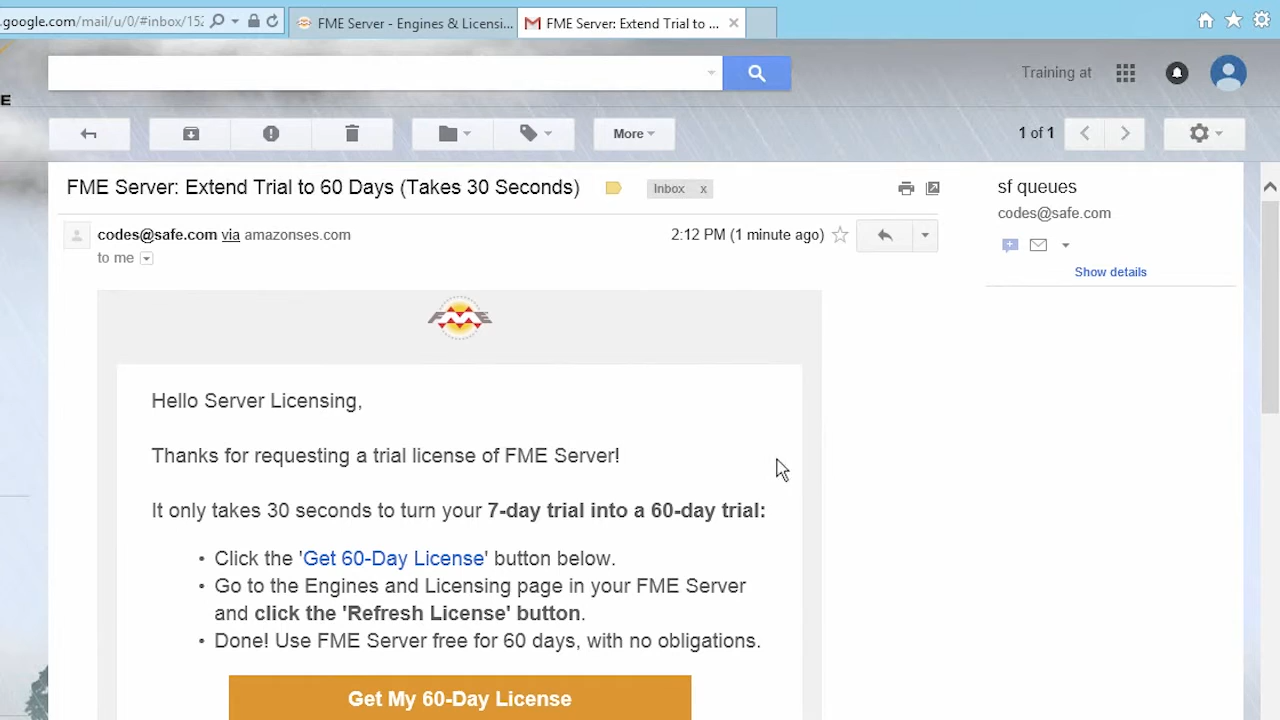 .google.com/mail/u/0/#inbox/152
FME Server - Engines & Licensi...
FME Server: Extend Trial to ...
Training at
E
More
1 of 1
FME Server: Extend Trial to 60 Days (Takes 30 Seconds)
Inbox x
sf queues
codes@safe.com
codes@safe.com via amazonses.com
2:12 PM (1 minute ago)
to me
Show details
FME
Hello Server Licensing,
Thanks for requesting a trial license of FME Server!
It only takes 30 seconds to turn your 7-day trial into a 60-day trial:
• Click the 'Get 60-Day License' button below.
• Go to the Engines and Licensing page in your FME Server
and click the 'Refresh License' button.
• Done! Use FME Server free for 60 days, with no obligations.
Get My 60-Day License